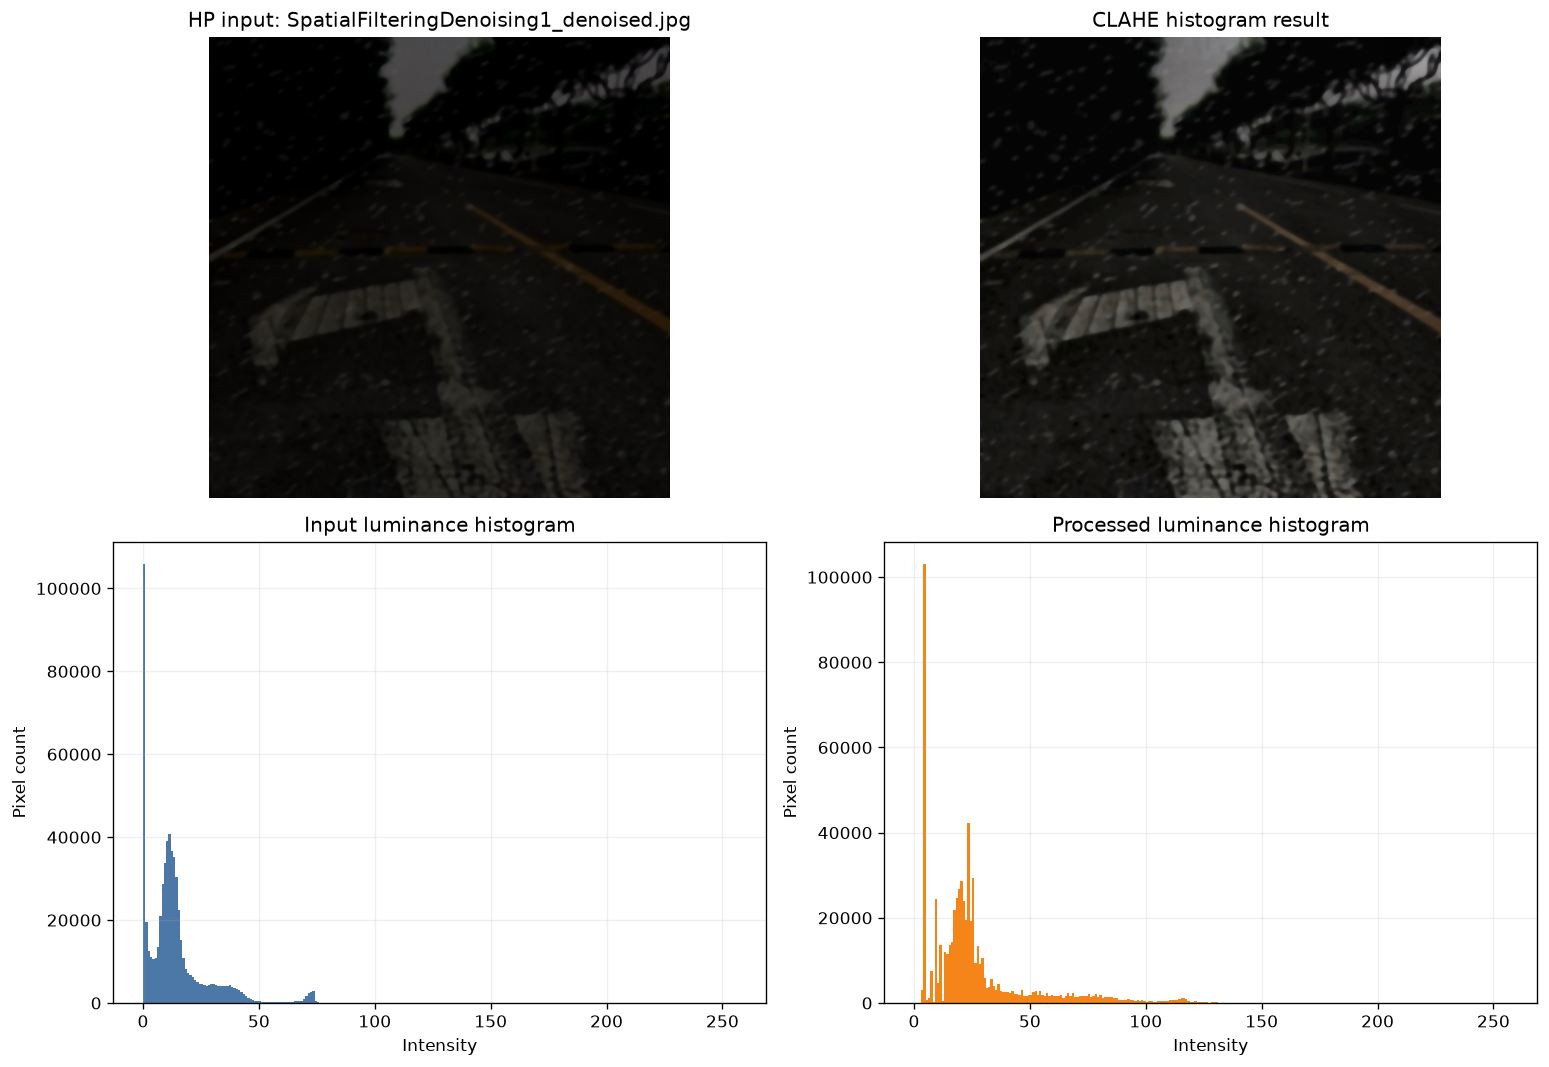 HP input: SpatialFilteringDenoising1_denoised.jpg
CLAHE histogram result
Input luminance histogram
Pixel count
100000
80000
60000
40000
20000
0
0 50 100 150 200 250
Intensity
Processed luminance histogram
Pixel count
100000
80000
60000
40000
20000
0
0 50 100 150 200 250
Intensity